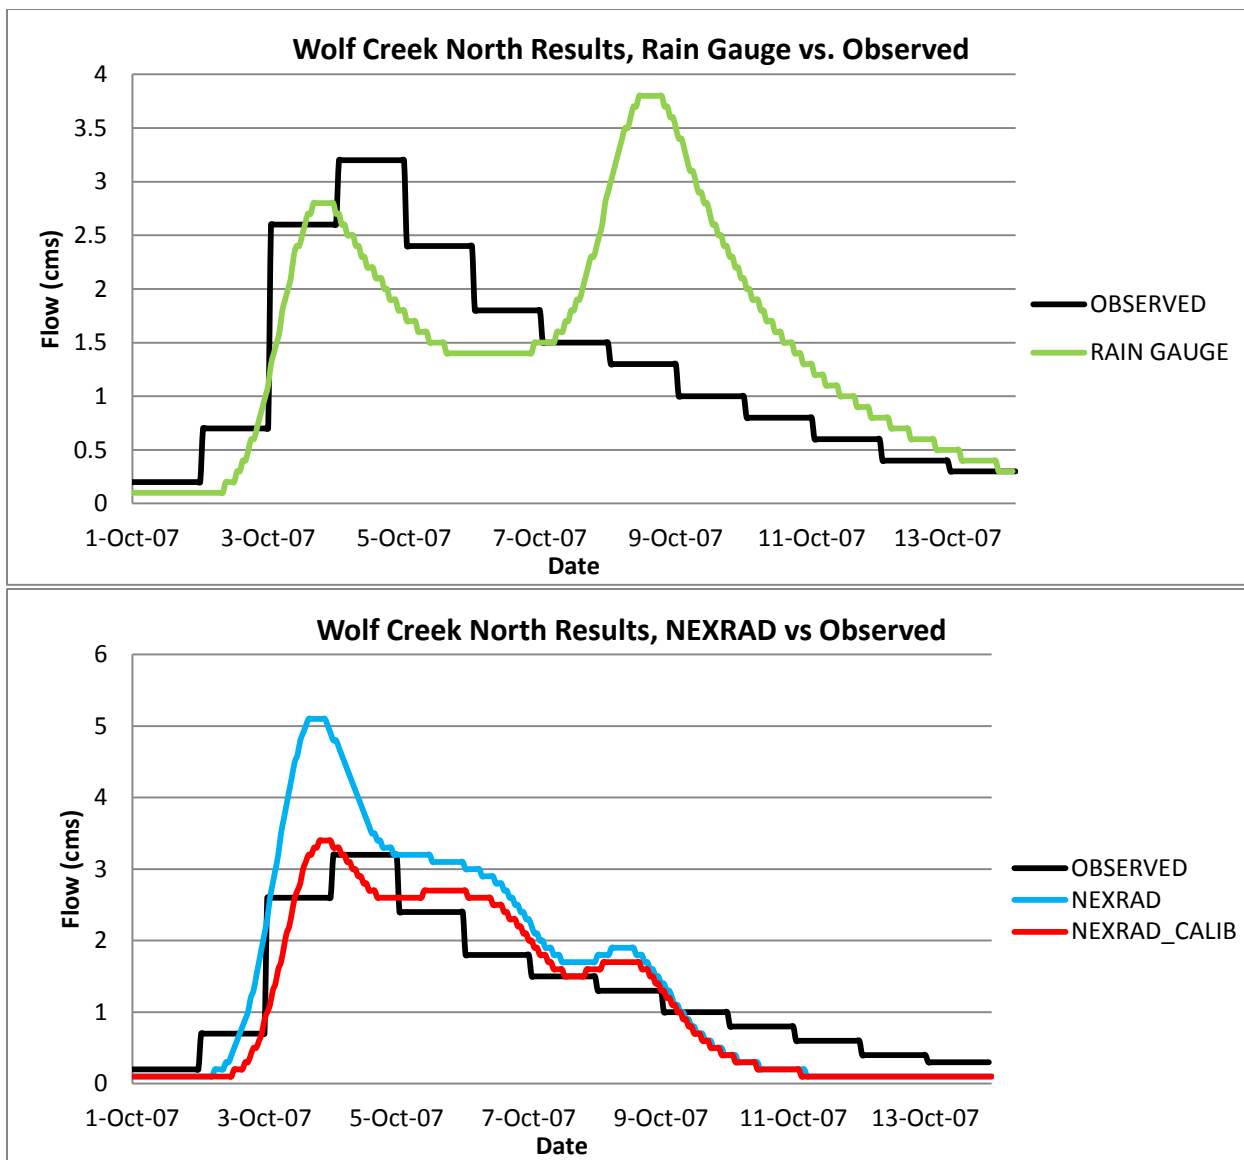 Wolf Creek North Results, Rain Gauge vs. Observed
4
3.5
3
2.5
2
1.5
1
0.5
0
Flow (cms)
1-Oct-07 3-Oct-07 5-Oct-07 7-Oct-07 9-Oct-07 11-Oct-07 13-Oct-07
Date
OBSERVED
RAIN GAUGE
Wolf Creek North Results, NEXRAD vs Observed
6
5
4
3
2
1
0
Flow (cms)
1-Oct-07 3-Oct-07 5-Oct-07 7-Oct-07 9-Oct-07 11-Oct-07 13-Oct-07
Date
OBSERVED
NEXRAD
NEXRAD_CALIB